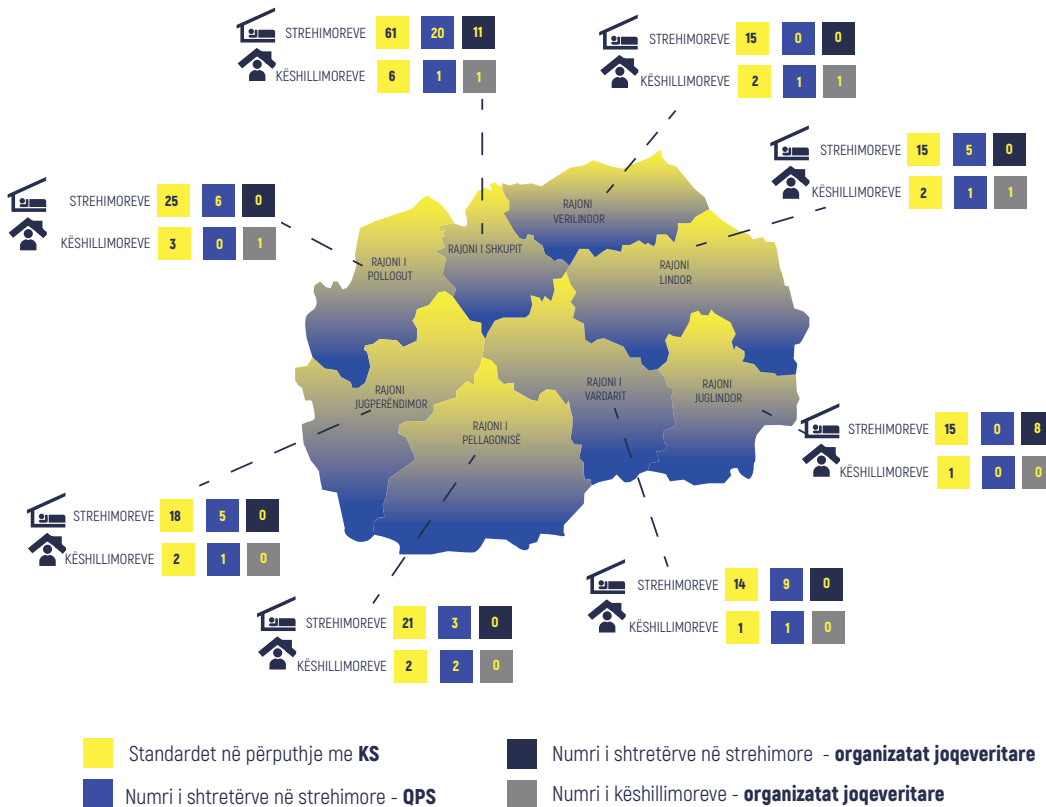 STREHIMOREVE 61 20 11
KËSHILLIMOREVE 6 1 1
STREHIMOREVE 15 0 0
KËSHILLIMOREVE 2 1 1
STREHIMOREVE 15 5 0
KËSHILLIMOREVE 2 1 1
STREHIMOREVE 25 6 0
KËSHILLIMOREVE 3 0 1
RAJONI
VERILINDOR
RAJONI I SHKUPIT
RAJONI I
POLLOGUT
RAJONI
LINDOR
RAJONI
JUGPERËNDIMOR
RAJONI I
VARDARIT
RAJONI
JUGLINDOR
RAJONI I
PELLAGONISË
STREHIMOREVE 15 0 8
KËSHILLIMOREVE 1 0 0
STREHIMOREVE 18 5 0
KËSHILLIMOREVE 2 1 0
STREHIMOREVE 14 9 0
KËSHILLIMOREVE 1 1 0
STREHIMOREVE 21 3 0
KËSHILLIMOREVE 2 2 0
Standardet në përputhje me KS
Numri i shtretërve në strehimore - QPS
Numri i shtretërve në strehimore - organizatat joqeveritare
Numri i këshillimoreve - organizatat joqeveritare